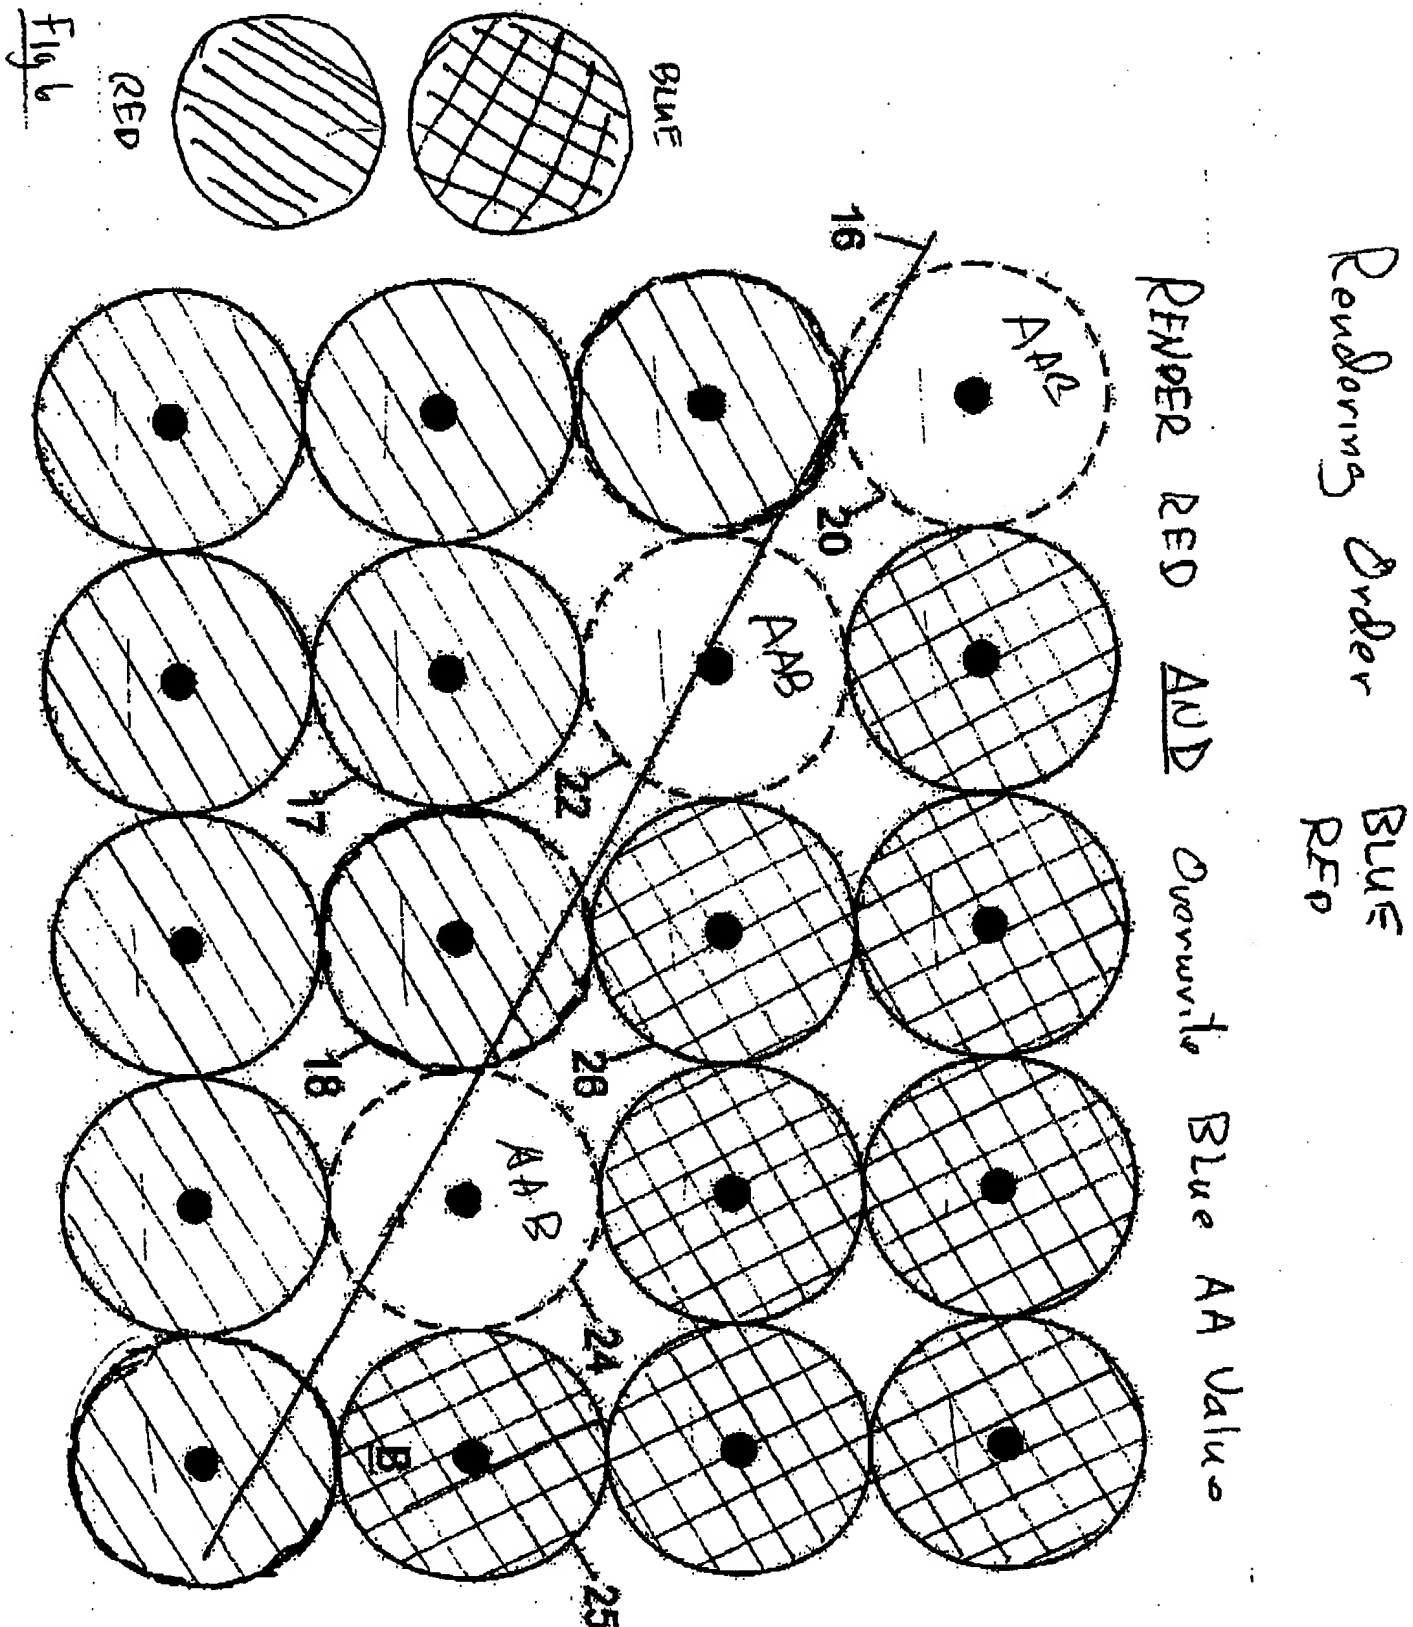 Rendering Order BLUE
RED
RENDER RED AND Overwrite Blue AA Value
AAB
16
20
AAB
BLUE
22
26
24
25
AAB
B
17
18
RED
Fig 6